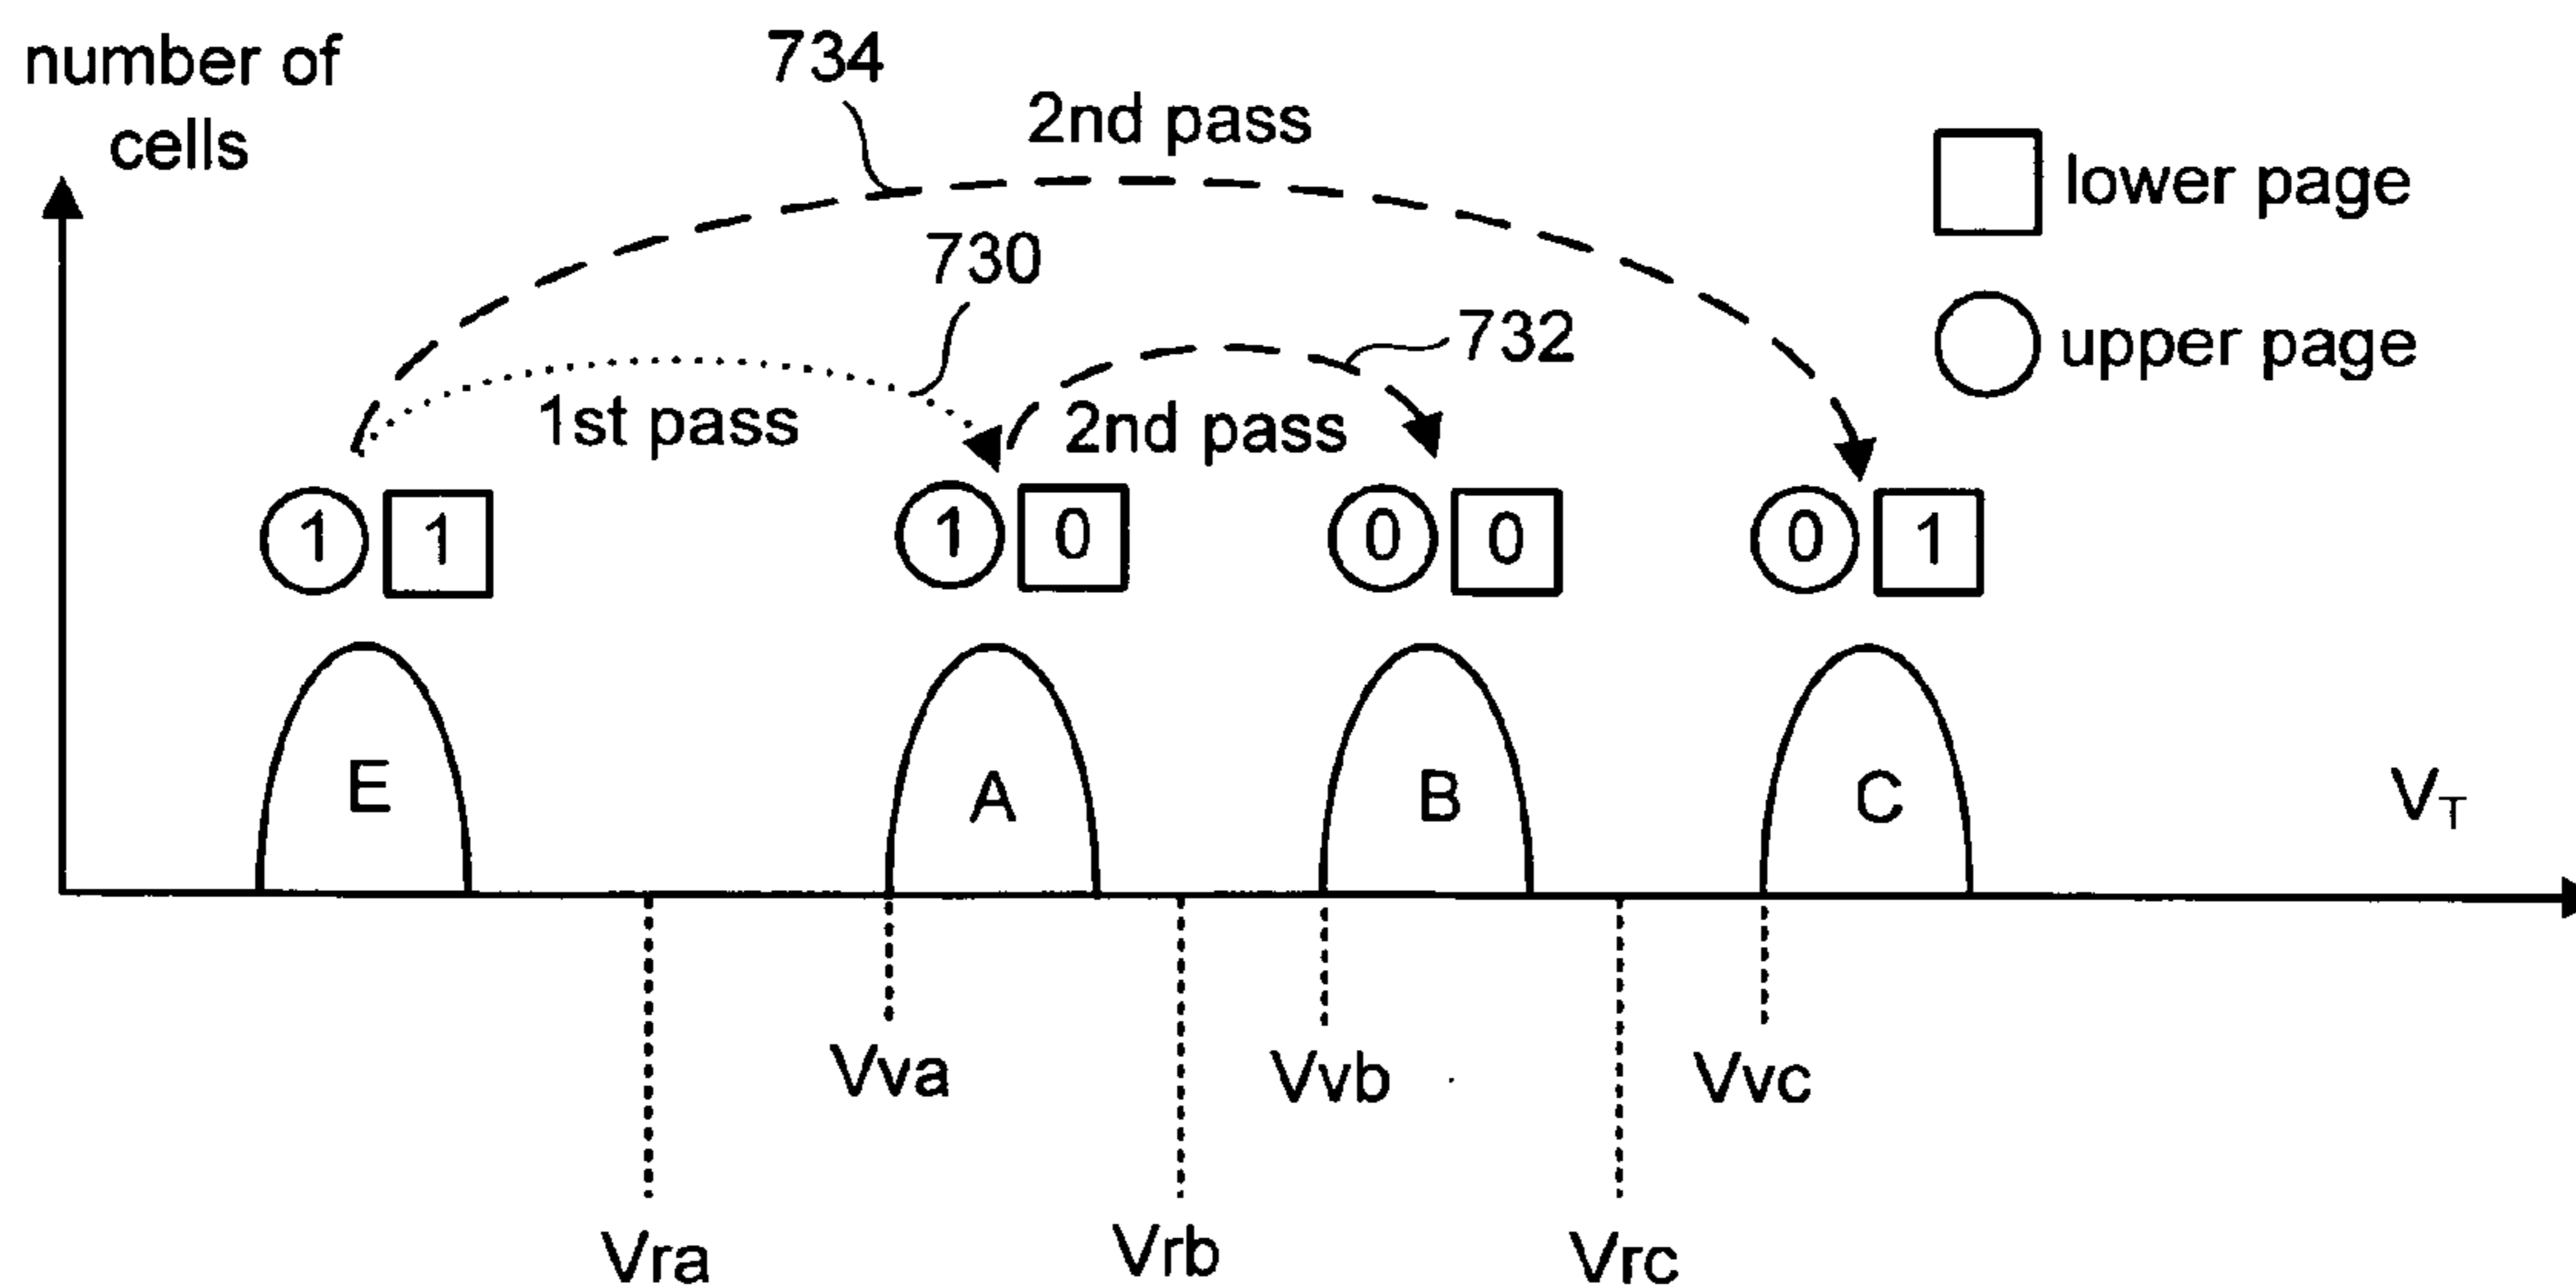 number of
cells
734
2nd pass
lower page
730
upper page
732
1st pass
2nd pass
1 1
1 0
0 0
0 1
E
A
B
C
VT
Vva
Vvb
Vvc
Vra
Vrb
Vrc